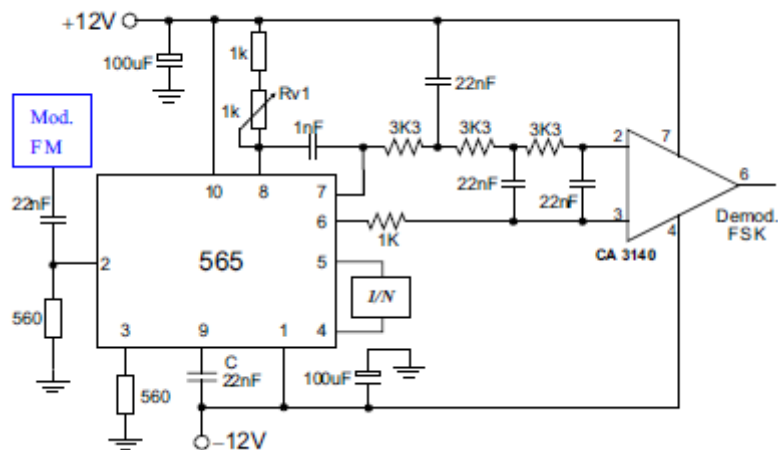 +12V
100uF
1k
1k
Rv1
22nF
1nF
3K3
3K3
3K3
Mod.
FM
22nF
22nF
22nF
10
8
7
6
5
4
2
565
3
9
1
1K
1/N
2
7
3
4
6
CA 3140
Demod.
FSK
560
560
C
22nF
100uF
–12V